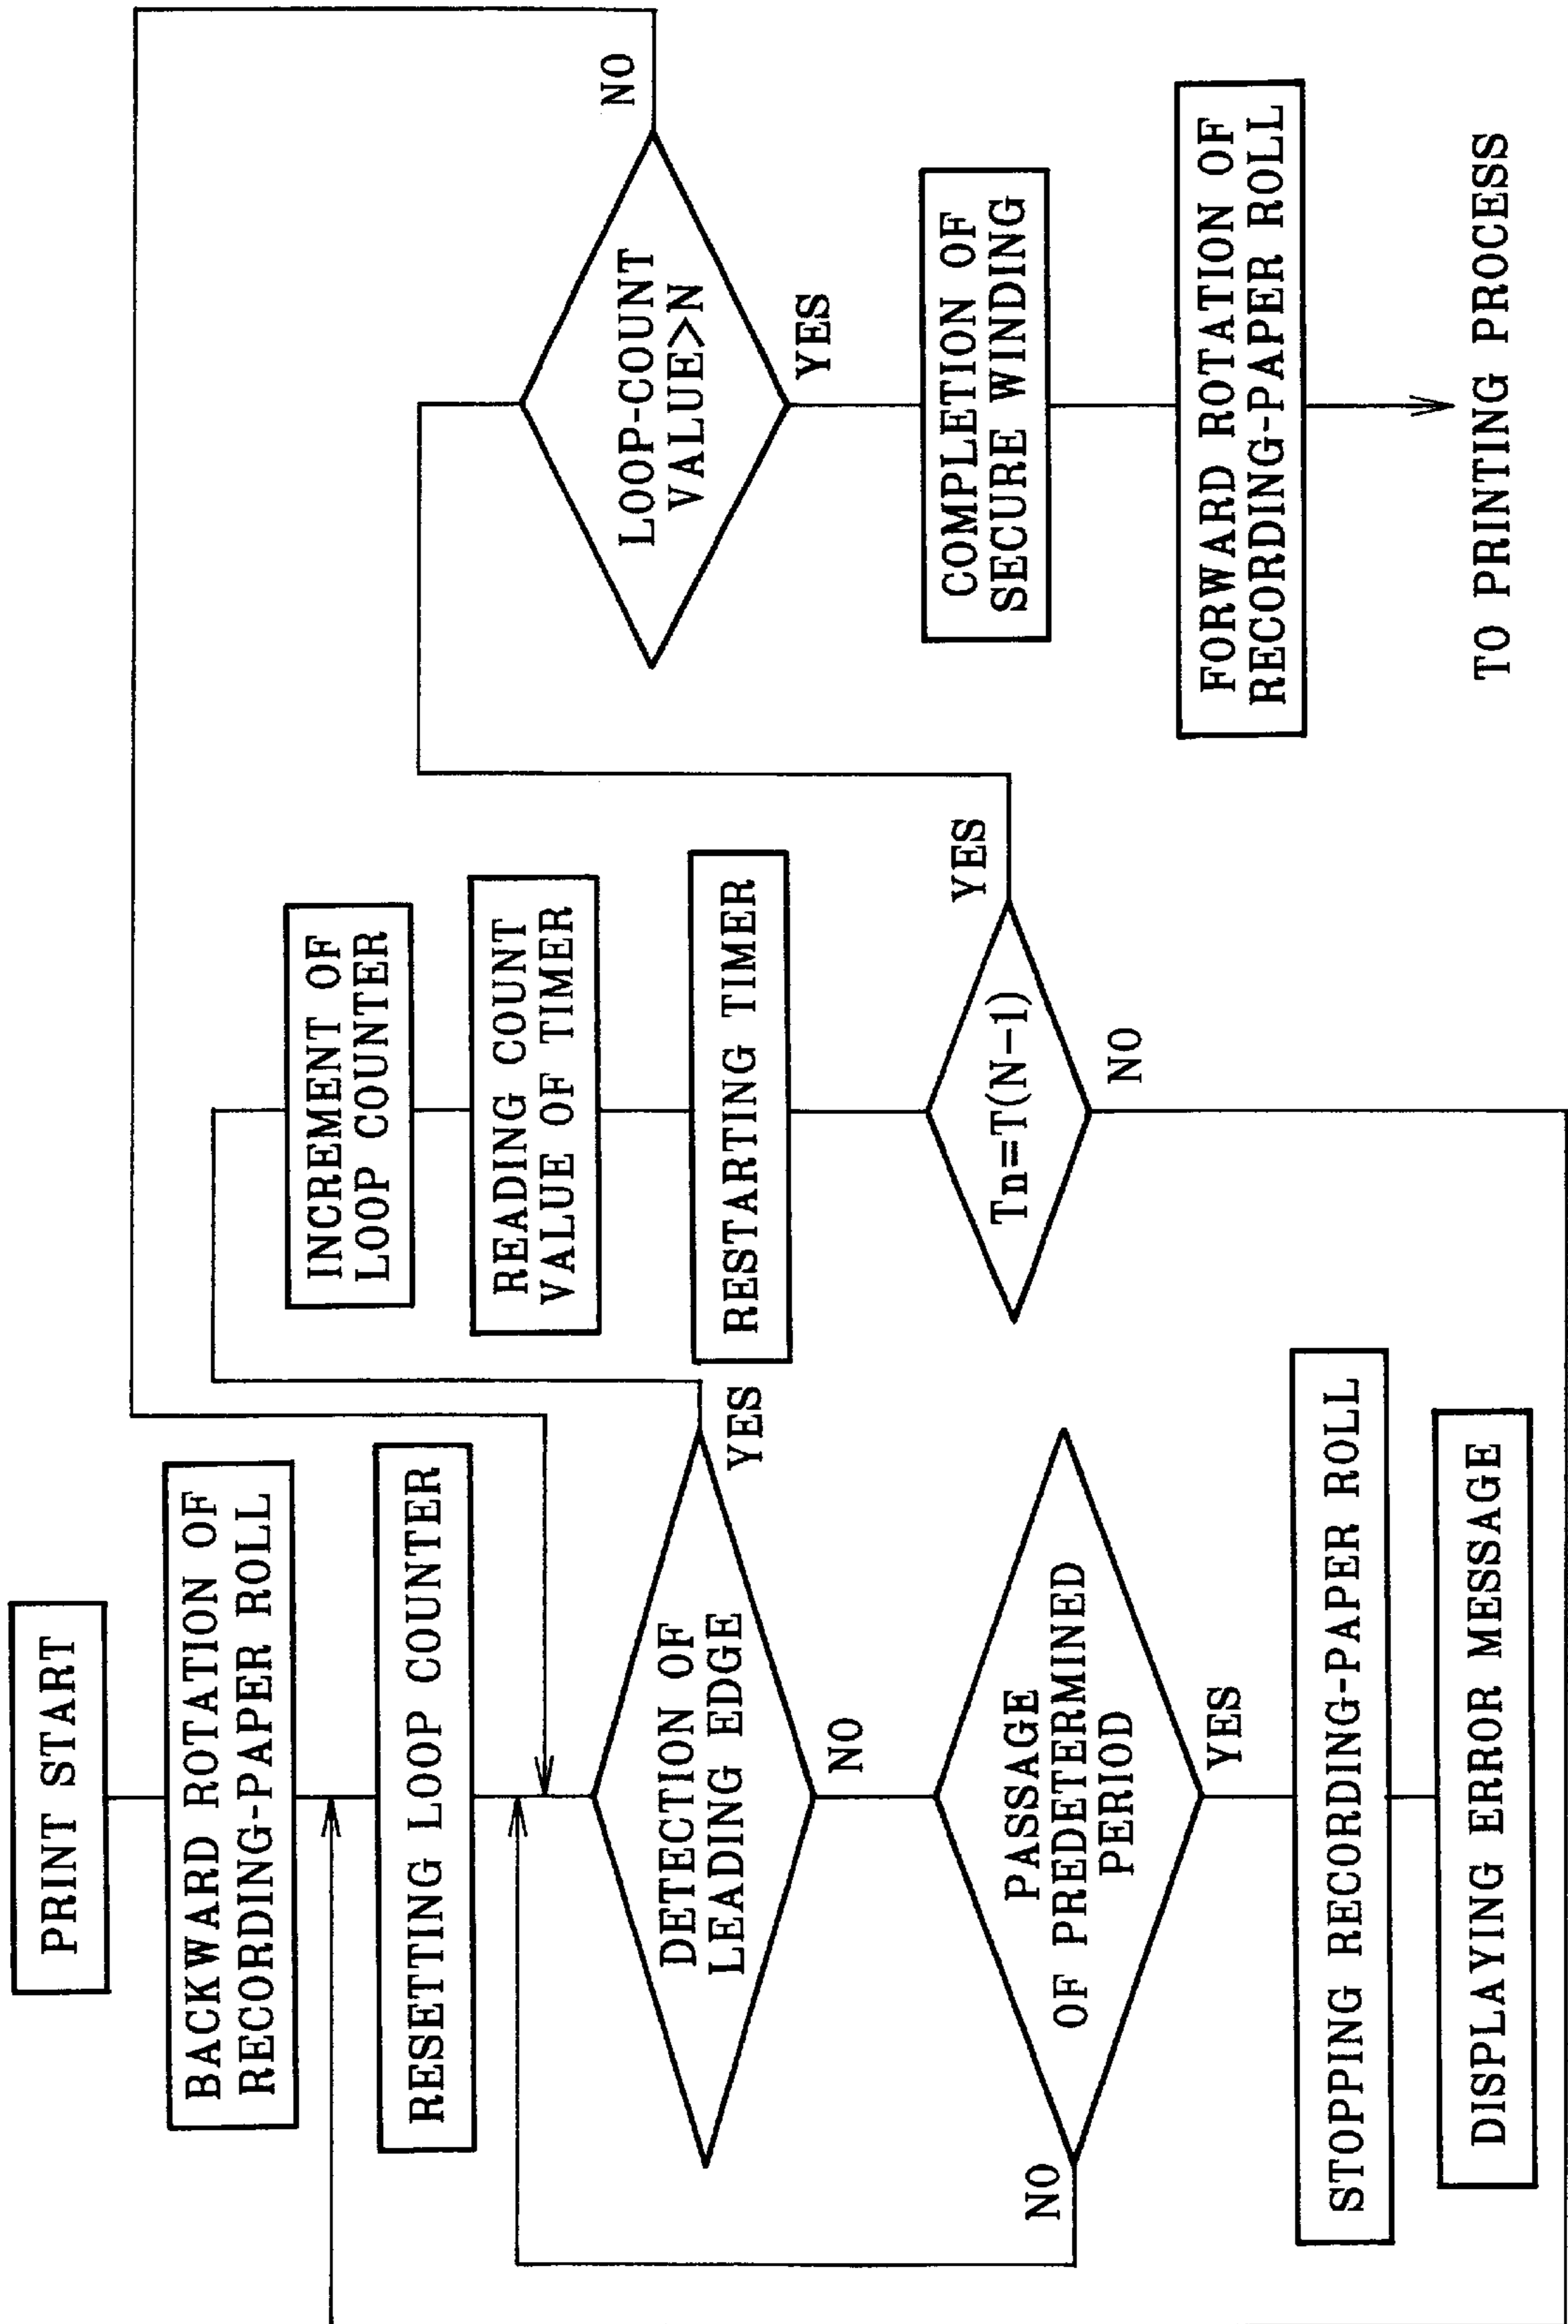 PRINT START
BACKWARD ROTATION OF
RECORDING-PAPER ROLL
RESETTING LOOP COUNTER
DETECTION OF
LEADING EDGE
YES
NO
PASSAGE
OF PREDETERMINED
PERIOD
NO
YES
STOPPING RECORDING-PAPER ROLL
DISPLAYING ERROR MESSAGE
INCREMENT OF
LOOP COUNTER
READING COUNT
VALUE OF TIMER
RESTARTING TIMER
Tn=T(N-1)
YES
NO
LOOP-COUNT
VALUE>N
NO
YES
COMPLETION OF
SECURE WINDING
FORWARD ROTATION OF
RECORDING-PAPER ROLL
TO PRINTING PROCESS